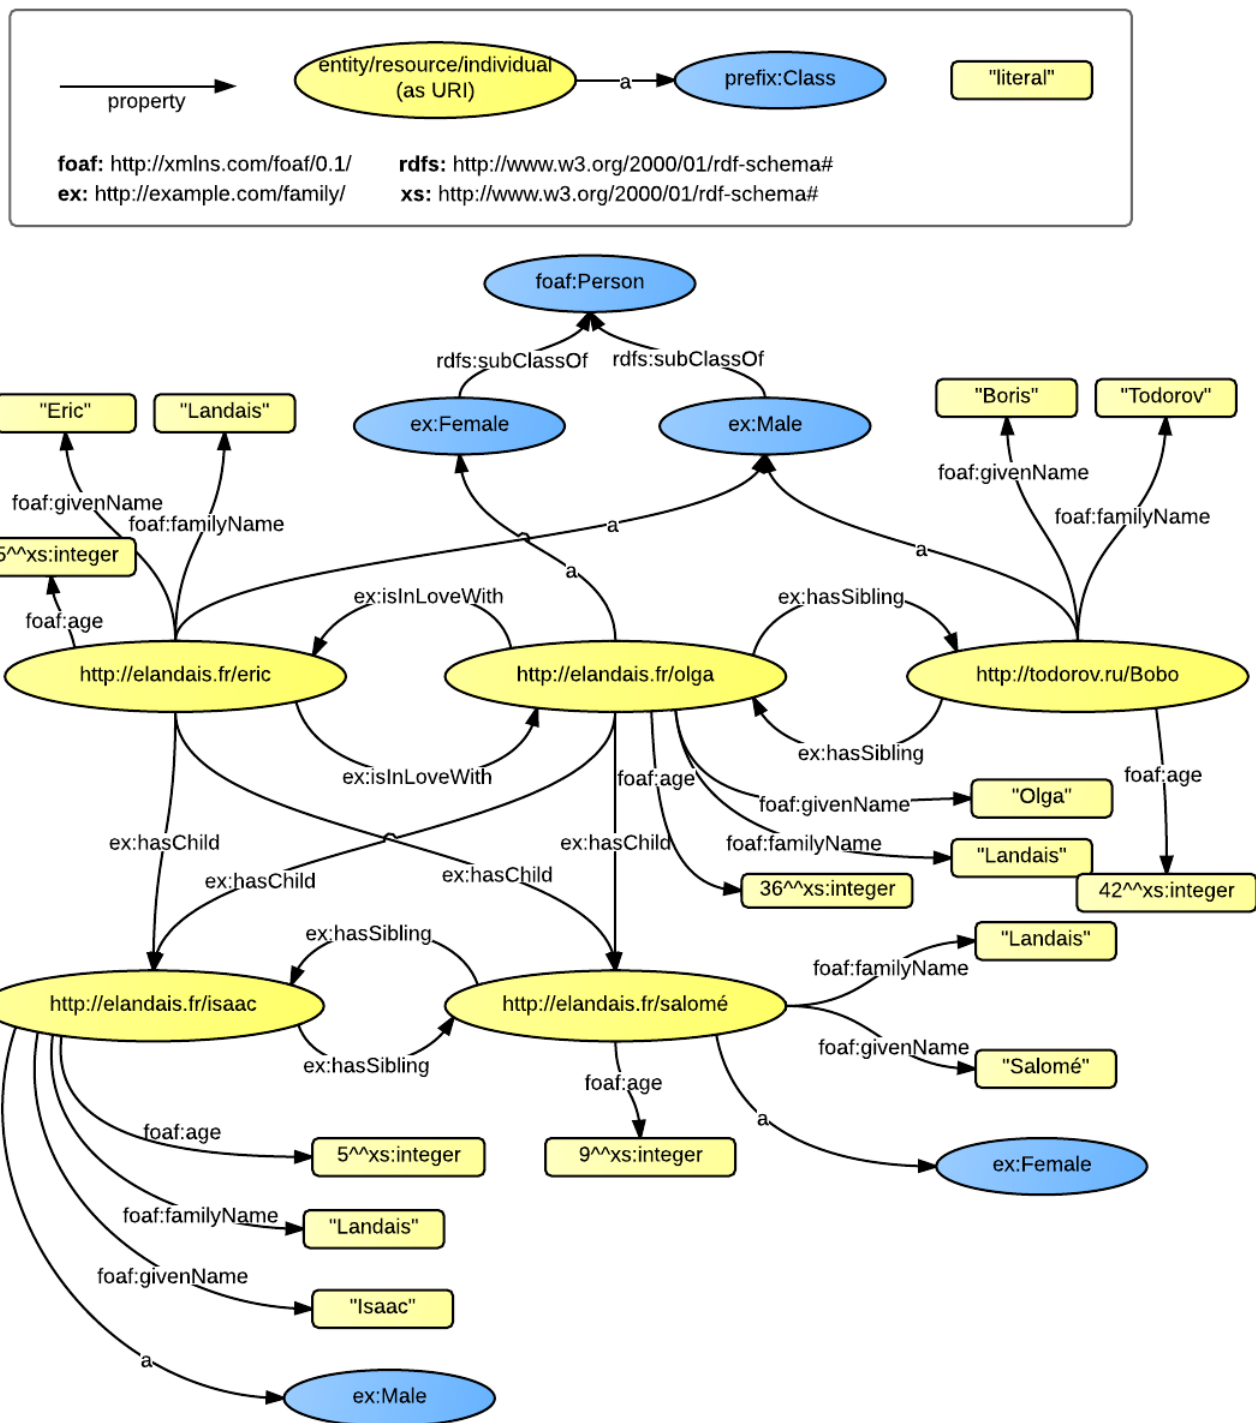 entity/resource/individual
(as URI)
a
prefix:Class
"literal"
property
foaf: http://xmlns.com/foaf/0.1/
rdfs: http://www.w3.org/2000/01/rdf-schema#
ex: http://example.com/family/
xs: http://www.w3.org/2000/01/rdf-schema#
foaf:Person
rdfs:subClassOf
rdfs:subClassOf
"Eric"
"Landais"
ex:Female
ex:Male
"Boris"
"Todorov"
foaf:givenName
foaf:familyName
a
foaf:givenName
foaf:familyName
5^^xs:integer
a
a
foaf:age
ex:isInLoveWith
ex:hasSibling
http://elandais.fr/eric
http://elandais.fr/olga
http://todorov.ru/Bobo
ex:isInLoveWith
foaf:age
ex:hasSibling
foaf:age
foaf:givenName
"Olga"
ex:hasChild
ex:hasChild
foaf:familyName
"Landais"
ex:hasChild
ex:hasChild
36^^xs:integer
42^^xs:integer
ex:hasSibling
"Landais"
foaf:familyName
http://elandais.fr/isaac
http://elandais.fr/salomé
ex:hasSibling
foaf:givenName
"Salomé"
foaf:age
foaf:age
a
5^^xs:integer
9^^xs:integer
ex:Female
foaf:familyName
"Landais"
foaf:givenName
"Isaac"
a
ex:Male